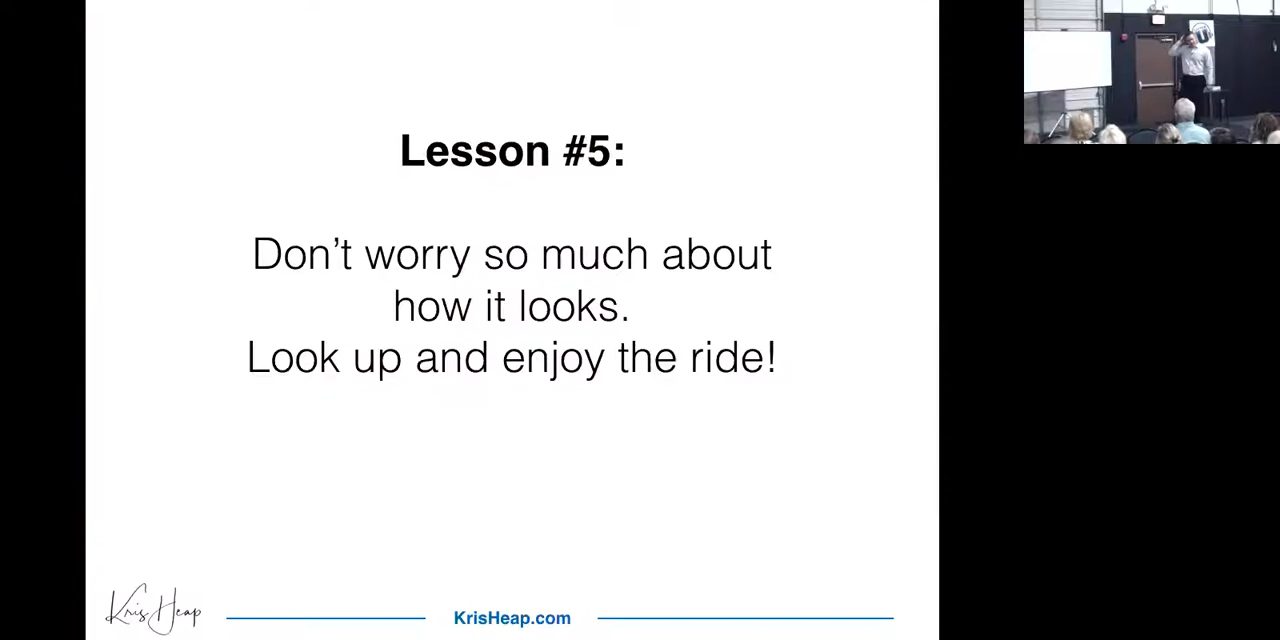 Lesson #5:
Don’t worry so much about
how it looks.
Look up and enjoy the ride!
Kris Heap
KrisHeap.com